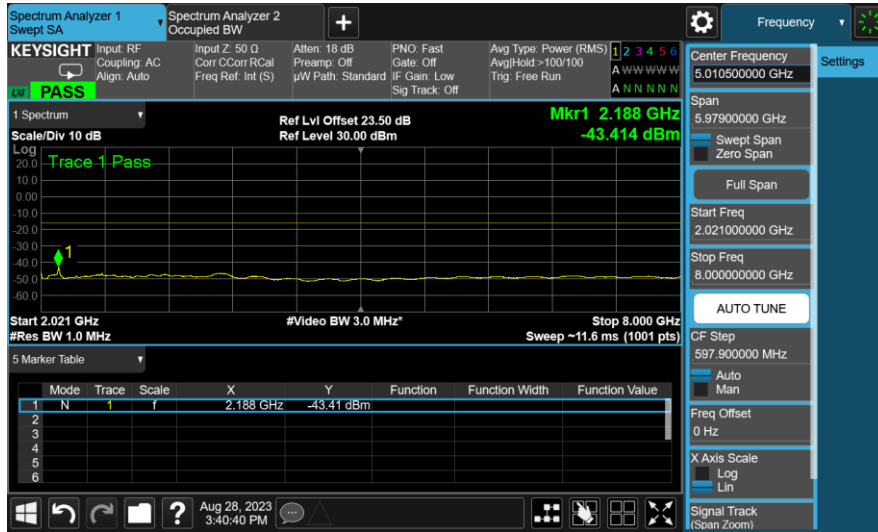 Spectrum Analyzer 1
Swept SA
Spectrum Analyzer 2
Occupied BW
+
Frequency
KEYSIGHT
Input: RF
Coupling: AC
Align: Auto
Input Z: 50 Ω
Corr CCorr RCal
Freq Ref: Int (S)
Atten: 18 dB
Preamp: Off
µW Path: Standard
PNO: Fast
Gate: Off
IF Gain: Low
Sig Track: Off
Avg Type: Power (RMS)
Avg|Hold:>100/100
Trig: Free Run
1 2 3 4 5 6
A W W W W W
A N N N N N
LXI
PASS
1 Spectrum
Scale/Div 10 dB
Ref Lvl Offset 23.50 dB
Ref Level 30.00 dBm
Mkr1 2.188 GHz
-43.414 dBm
Log
Trace 1 Pass
20.0
10.0
0.00
-10.0
-20.0
-30.0
-40.0
-50.0
-60.0
1
Start 2.021 GHz
#Res BW 1.0 MHz
#Video BW 3.0 MHz*
Stop 8.000 GHz
Sweep ~11.6 ms (1001 pts)
5 Marker Table
Mode Trace Scale X Y Function Function Width Function Value
1 N 1 f 2.188 GHz -43.41 dBm
2
3
4
5
6
?
Aug 28, 2023
3:40:40 PM
Center Frequency
5.010500000 GHz
Settings
Span
5.97900000 GHz
Swept Span
Zero Span
Full Span
Start Freq
2.021000000 GHz
Stop Freq
8.000000000 GHz
AUTO TUNE
CF Step
597.900000 MHz
Auto
Man
Freq Offset
0 Hz
X Axis Scale
Log
Lin
Signal Track
(Span Zoom)